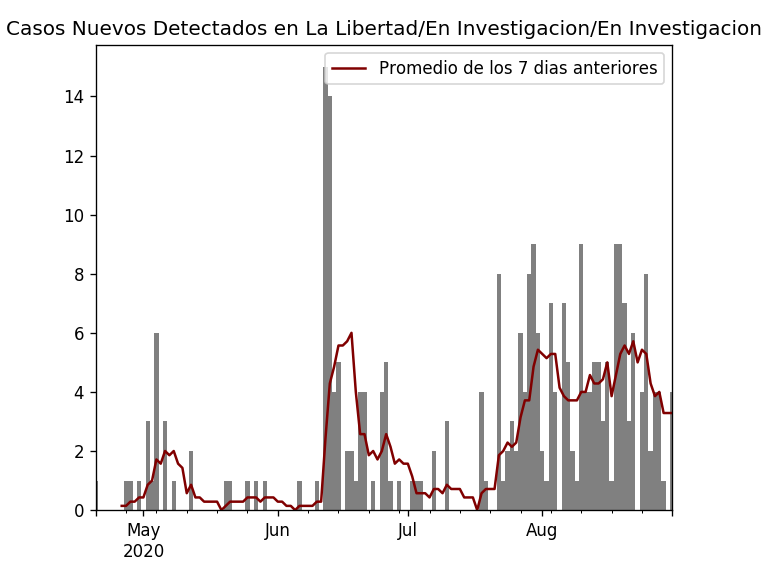 Casos Nuevos Detectados en La Libertad/En Investigacion/En Investigacion
Promedio de los 7 dias anteriores
14
12
10
8
6
4
2
0
May
2020
Jun
Jul
Aug